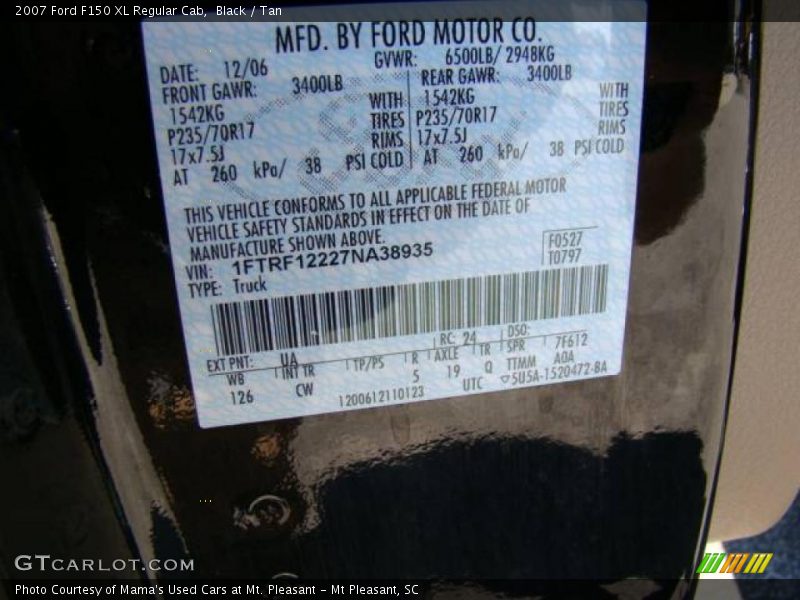 2007 Ford F150 XL Regular Cab, Black / Tan
MFD. BY FORD MOTOR CO.
DATE: 12/06 GVWR: 6500LB/ 2948KG
FRONT GAWR: 3400LB REAR GAWR: 3400LB
1542KG WITH 1542KG WITH
P235/70R17 TIRES P235/70R17 TIRES
17x7.5J RIMS 17x7.5J RIMS
AT 260 kPa/ 38 PSI COLD AT 260 kPa/ 38 PSI COLD
THIS VEHICLE CONFORMS TO ALL APPLICABLE FEDERAL MOTOR
VEHICLE SAFETY STANDARDS IN EFFECT ON THE DATE OF
MANUFACTURE SHOWN ABOVE.
VIN: 1FTRF12227NA38935 F0527
TYPE: Truck T0797
EXT PNT: UA RC: 24 DSO:
WB INT TR TP/PS R AXLE TR SPR 7F612
126 CW 5 19 Q TTMM AOA
1200612110123 UTC ▽5U5A-1520472-BA
GTCARLOT.COM
Photo Courtesy of Mama's Used Cars at Mt. Pleasant - Mt Pleasant, SC